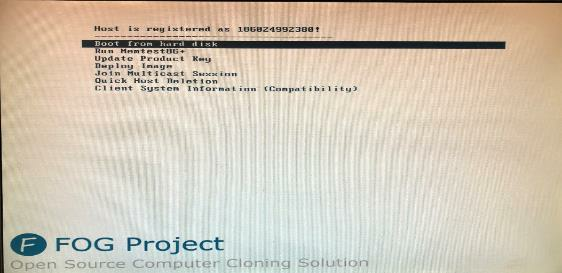 Host is registered as 106024992300!
Boot from hard disk
Run Memtest86+
Update Product Key
Deploy Image
Join Multicast Session
Quick Host Deletion
Client System Information (Compatibility)
FOG Project
Open Source Computer Cloning Solution